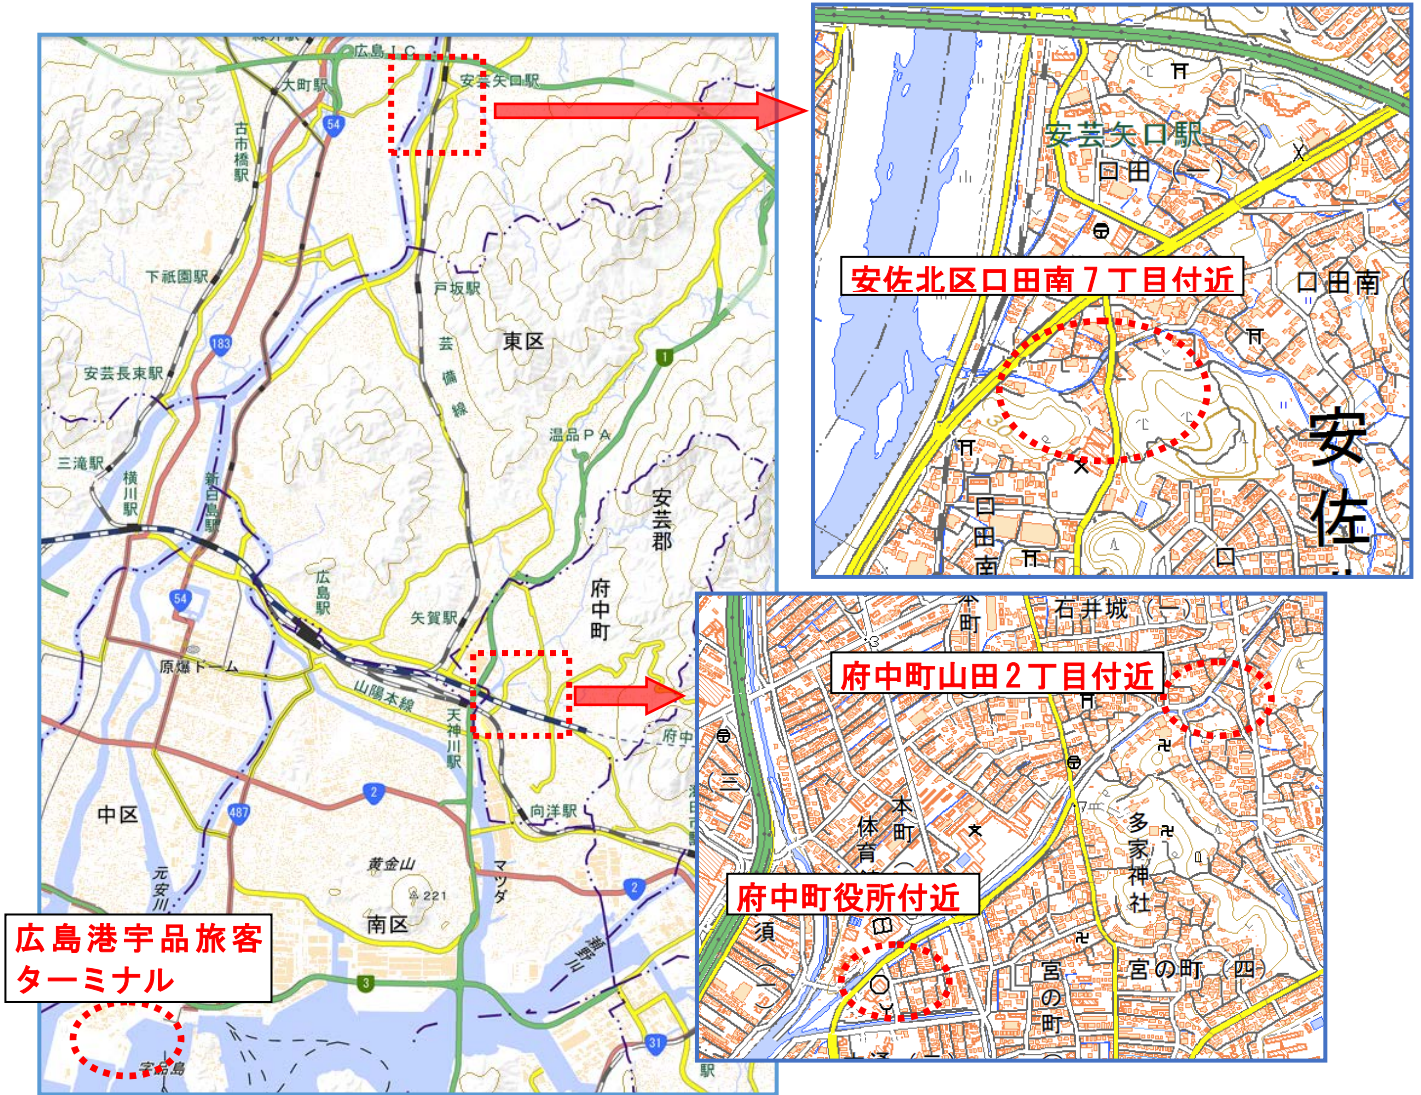 広島ＩＣ
安芸矢口駅
大町駅
54
古市橋駅
下祇園駅
戸坂駅
183
芸備線
東区
1
安芸長束駅
温品ＰＡ
三滝駅
横川駅
新白島駅
安芸郡
広島駅
府中町
54
矢賀駅
原爆ドーム
山陽本線
天神川駅
府中
2
487
中区
向洋駅
黄金山
221
マツダ
2
元安川
南区
瀬野川
広島港宇品旅客
ターミナル
3
宇品島
31
駅
安芸矢口駅
口田（一）
安佐北区口田南７丁目付近
口田南
安佐
口田南
口
本町
石井城（一）
3
府中町山田２丁目付近
（三）
本町
体育
多家神社
府中町役所付近
須
宮の町
宮の町（四）